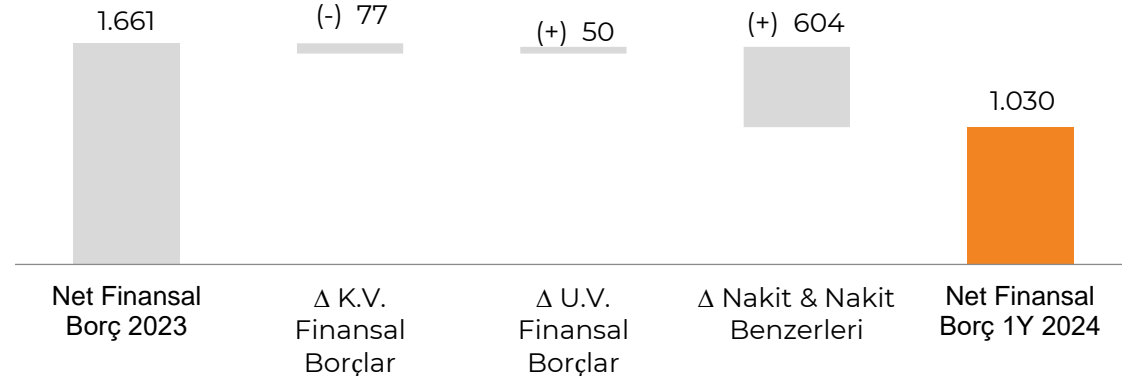 1.661
(-) 77
(+) 50
(+) 604
1.030
Net Finansal
Borç 2023
Δ K.V.
Finansal
Borçlar
Δ U.V.
Finansal
Borçlar
Δ Nakit & Nakit
Benzerleri
Net Finansal
Borç 1Y 2024